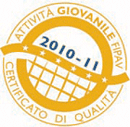 ATTIVITÀ GIOVANILE FIPAV
2010-11
CERTIFICATO DI QUALITÀ